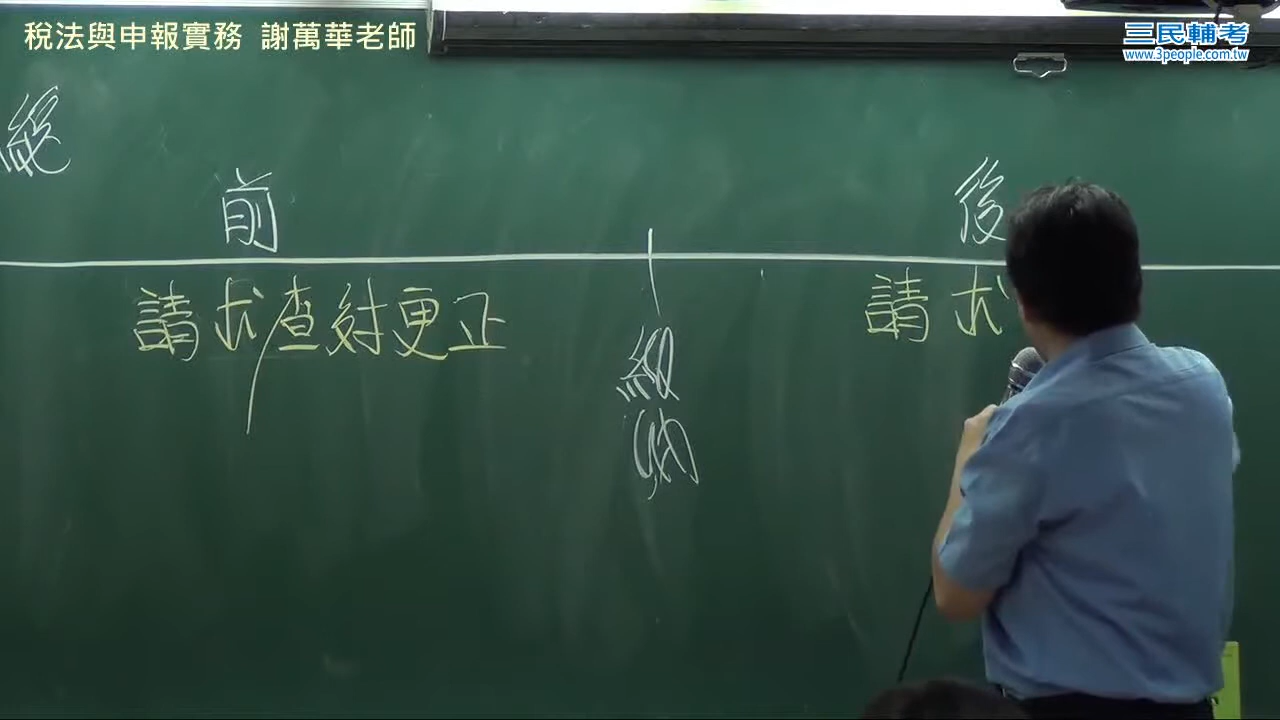 稅法與申報實務 謝萬華老師
三民輔考
www.3people.com.tw
前
後
請求查對更正
請求
繳
納